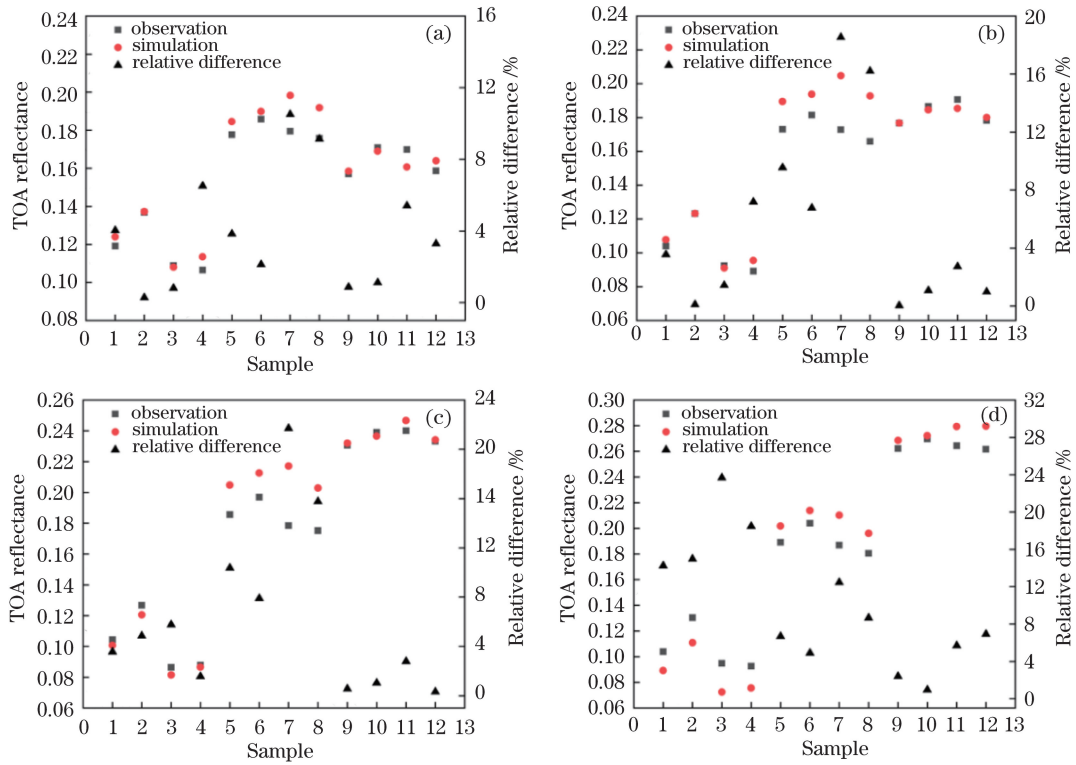 0.24
0.22
0.20
0.18
0.16
0.14
0.12
0.10
0.08
TOA reflectance
observation
simulation
relative difference
(a)
16
12
8
4
0
Relative difference /%
0 1 2 3 4 5 6 7 8 9 10 11 12 13
Sample
0.24
0.22
0.20
0.18
0.16
0.14
0.12
0.10
0.08
0.06
TOA reflectance
observation
simulation
relative difference
(b)
20
16
12
8
4
0
Relative difference /%
0 1 2 3 4 5 6 7 8 9 10 11 12 13
Sample
0.26
0.24
0.22
0.20
0.18
0.16
0.14
0.12
0.10
0.08
0.06
TOA reflectance
observation
simulation
relative difference
(c)
24
20
14
12
8
4
0
Relative difference /%
0 1 2 3 4 5 6 7 8 9 10 11 12 13
Sample
0.30
0.28
0.26
0.24
0.22
0.20
0.18
0.16
0.11
0.12
0.11
0.08
0.06
TOA reflectance
observation
simulation
relative difference
(d)
32
28
24
20
16
12
8
4
0
Relative difference /%
0 1 2 3 4 5 6 7 8 9 10 11 12 13
Sample